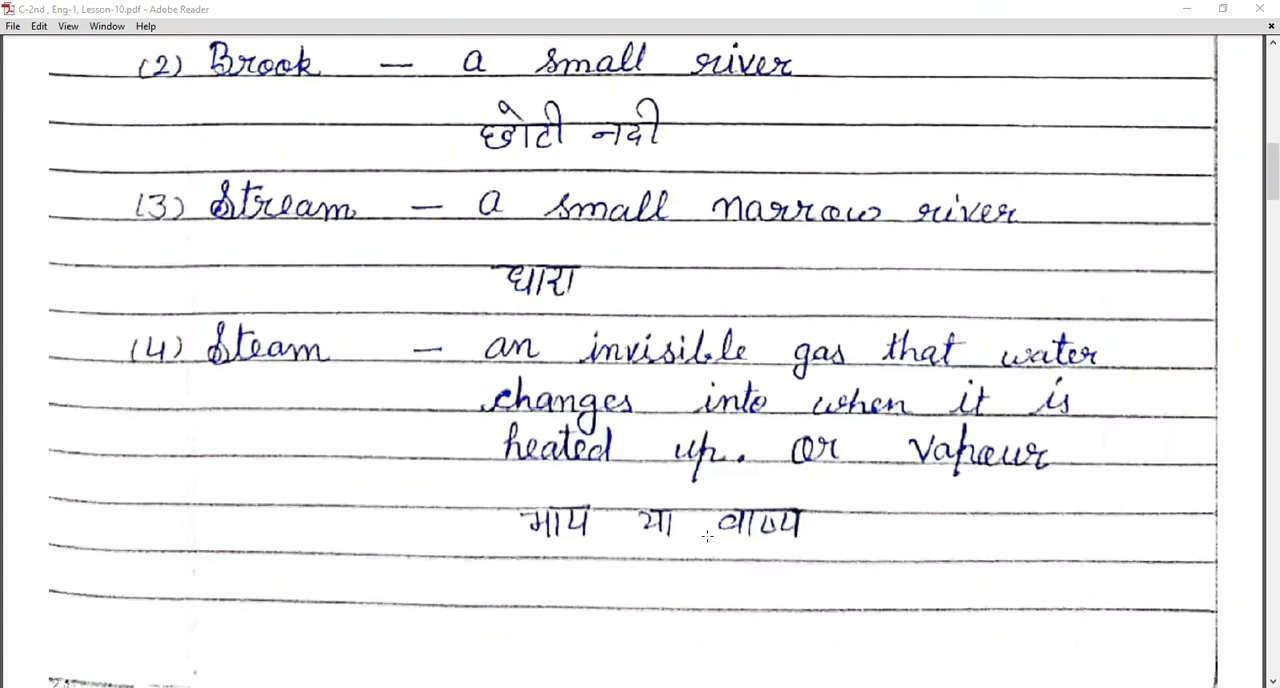 C-2nd , Eng-1, Lesson-10.pdf - Adobe Reader
File Edit View Window Help
(2) Brook — a small river
छोटी नदी
(3) Stream — a small narrow river
धारा
(4) Steam — an invisible gas that water
changes into when it is
heated up. or vapour
भाप या वाष्प